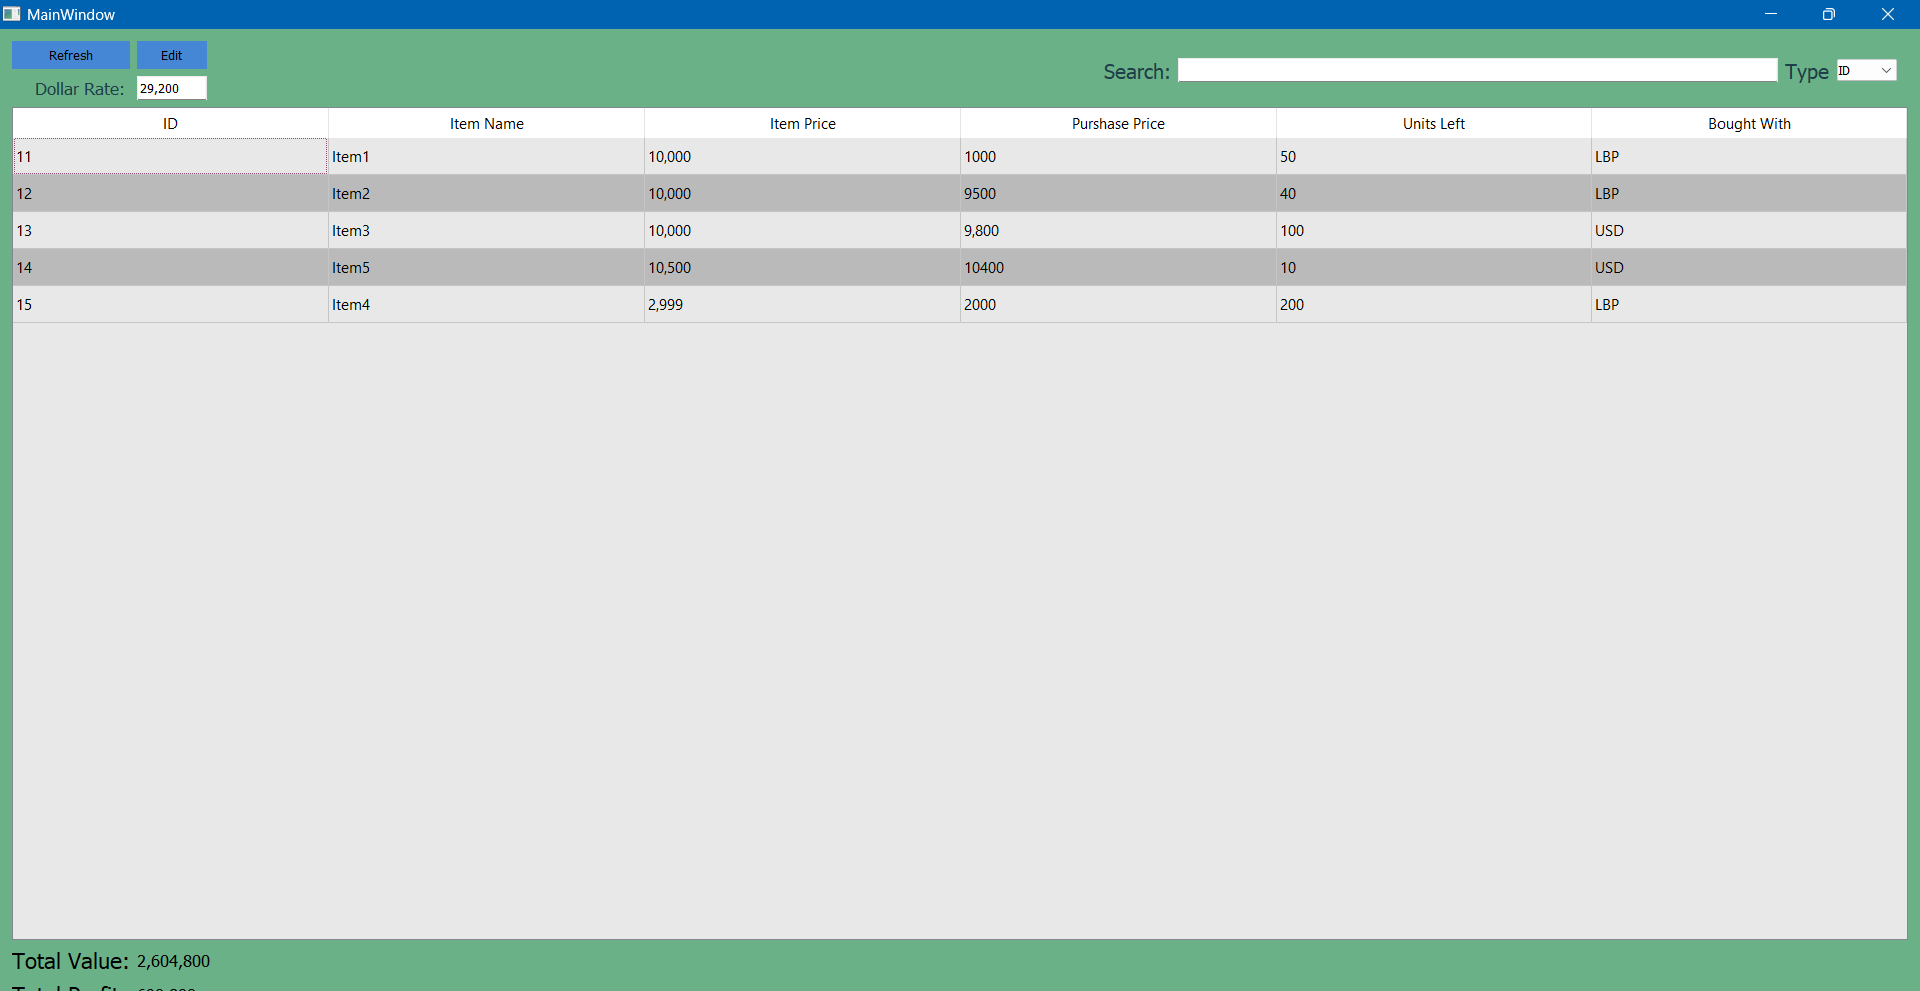 MainWindow
Refresh Edit
Search: Type ID
Dollar Rate: 29,200
ID Item Name Item Price Purshase Price Units Left Bought With
11 Item1 10,000 1000 50 LBP
12 Item2 10,000 9500 40 LBP
13 Item3 10,000 9,800 100 USD
14 Item5 10,500 10400 10 USD
15 Item4 2,999 2000 200 LBP
Total Value: 2,604,800